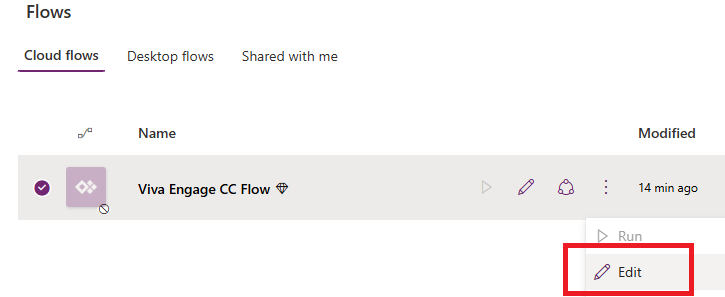 Flows
Cloud flows Desktop flows Shared with me
Name Modified
Viva Engage CC Flow 14 min ago
Run
Edit